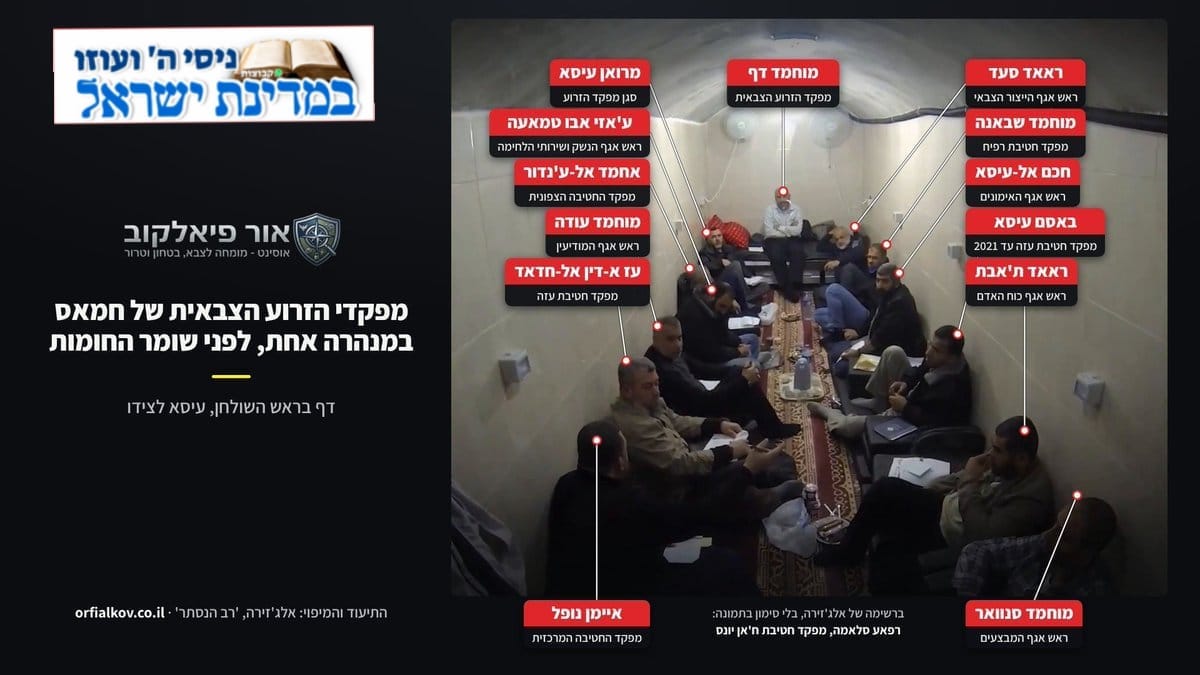 ניסי ה' ועוזו
קבוצות
במדינת ישראל
אור פיאלקוב
אוסינט - מומחה לצבא, בטחון וטרור
מפקדי הזרוע הצבאית של חמאס
במנהרה אחת, לפני שומר החומות
דף בראש השולחן, עיסא לצידו
התיעוד והמיפוי: אלג'זירה, 'רב הנסתר' · orfialkov.co.il
מוחמד דף
מפקד הזרוע הצבאית
ראאד סעד
ראש אגף הייצור הצבאי
מוחמד שבאנה
מפקד חטיבת רפיח
חכם אל-עיסא
ראש אגף האימונים
באסם עיסא
מפקד חטיבת עזה עד 2021
ראאד ת'אבת
ראש אגף כוח האדם
מרואן עיסא
סגן מפקד הזרוע
ע'אזי אבו טמאעה
ראש אגף הנשק ושירותי הלחימה
אחמד אל-ע'נדור
מפקד החטיבה הצפונית
מוחמד עודה
ראש אגף המודיעין
עז א-דין אל-חדאד
מפקד חטיבת עזה
מוחמד סנוואר
ראש אגף המבצעים
ברשימה של אלג'זירה, בלי סימון בתמונה:
רפאע סלאמה, מפקד חטיבת ח'אן יונס
איימן נופל
מפקד החטיבה המרכזית